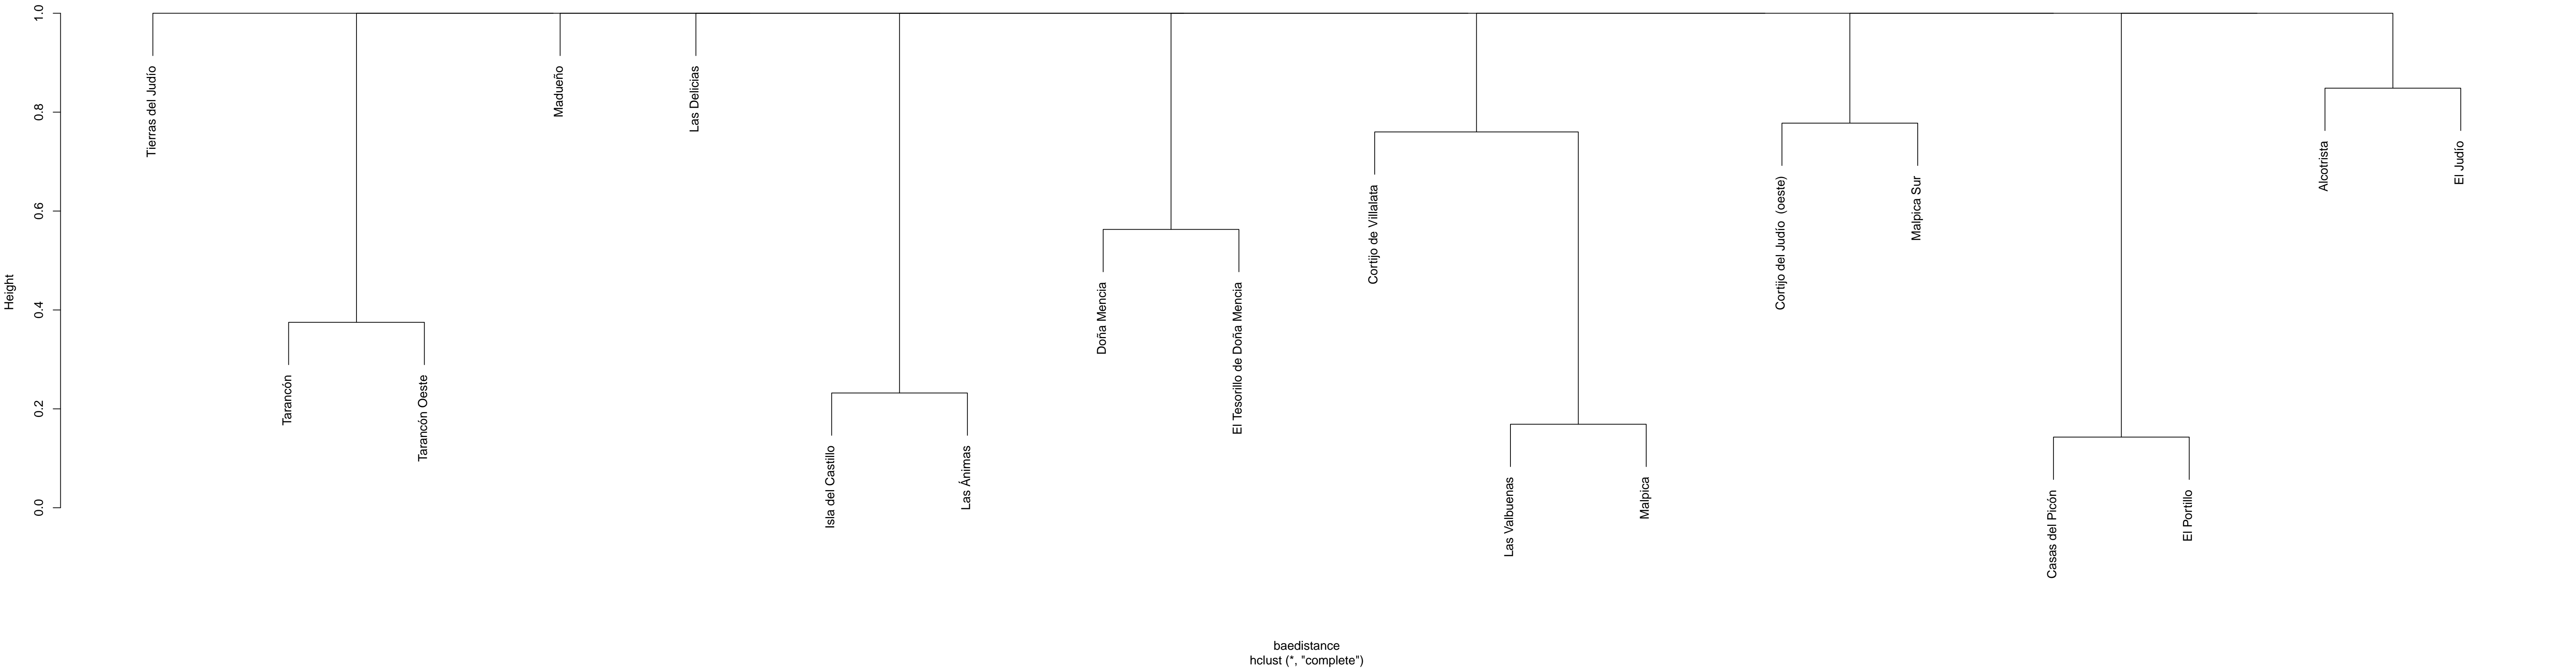 Height
1.0
0.8
0.6
0.4
0.2
0.0
Tierras del Judío
Tarancón
Tarancón Oeste
Madueño
Las Delicias
Isla del Castillo
Las Ánimas
Doña Mencia
El Tesorillo de Doña Mencia
Cortijo de Villalata
Las Valbuenas
Malpica
Cortijo del Judío (oeste)
Malpica Sur
Casas del Picón
El Portillo
Alcotrista
El Judío
baedistance
hclust (*, "complete")